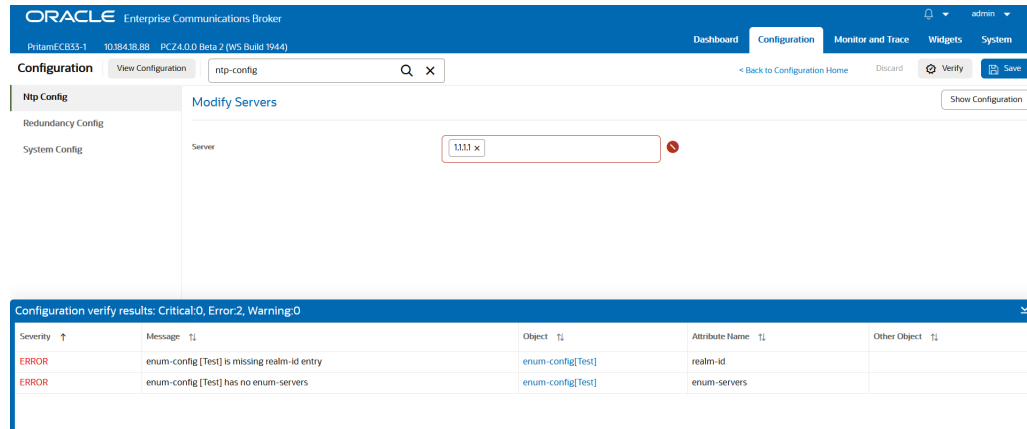 ORACLE Enterprise Communications Broker
admin
PritamECB33-1 10.184.18.88 PCZ4.0.0 Beta 2 (WS Build 1944)
Dashboard Configuration Monitor and Trace Widgets System
Configuration View Configuration ntp-config < Back to Configuration Home Discard Verify Save
Ntp Config
Modify Servers Show Configuration
Redundancy Config
System Config
Server 1.1.1.1
Configuration verify results: Critical:0, Error:2, Warning:0
Severity Message Object Attribute Name Other Object
ERROR enum-config [Test] is missing realm-id entry enum-config[Test] realm-id
ERROR enum-config [Test] has no enum-servers enum-config[Test] enum-servers